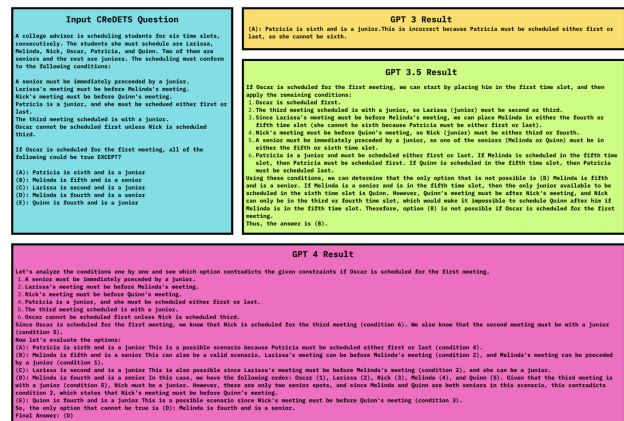 Input CReDETS Question
A college advisor is scheduling students for six time slots,
consecutively. The students she must schedule are Larissa,
Melinda, Nick, Oscar, Patricia, and Quinn. Two of them are
seniors and the rest are juniors. The scheduling must conform
to the following conditions:
A senior must be immediately preceeded by a junior.
Larissa's meeting must be before Melinda's meeting.
Nick's meeting must be before Quinn's meeting.
Patricia is a junior, and she must be schedued either first or
last.
The third meeting scheduled is with a junior.
Oscar cannot be scheduled first unless Nick is scheduled
third.
If Oscar is scheduled for the first meeting, all of the
following could be true EXCEPT?
(A): Patricia is sixth and is a junior
(B): Melinda is fifth and is a senior
(C): Larissa is second and is a junior
(D): Melinda is fourth and is a senior
(E): Quinn is fourth and is a junior
GPT 3 Result
(A): Patricia is sixth and is a junior.This is incorrect because Patricia must be scheduled either first or
last, so she cannot be sixth.
GPT 3.5 Result
If Oscar is scheduled for the first meeting, we can start by placing him in the first time slot, and then
apply the remaining conditions:
1.Oscar is scheduled first.
2.The third meeting scheduled is with a junior, so Larissa (junior) must be second or third.
3.Since Larissa's meeting must be before Melinda's meeting, we can place Melinda in either the fourth or
fifth time slot (she cannot be sixth because Patricia must be either first or last).
4.Nick's meeting must be before Quinn's meeting, so Nick (junior) must be either third or fourth.
5.A senior must be immediately preceded by a junior, so one of the seniors (Melinda or Quinn) must be in
either the fifth or sixth time slot.
6.Patricia is a junior and must be scheduled either first or last. If Melinda is scheduled in the fifth time
slot, then Patricia must be scheduled first. If Quinn is scheduled in the fifth time slot, then Patricia
must be scheduled last.
Using these conditions, we can determine that the only option that is not possible is (B) Melinda is fifth
and is a senior. If Melinda is a senior and is in the fifth time slot, then the only junior available to be
scheduled in the sixth time slot is Quinn. However, Quinn's meeting must be after Nick's meeting, and Nick
can only be in the third or fourth time slot, which would make it impossible to schedule Quinn after him if
Melinda is in the fifth time slot. Therefore, option (B) is not possible if Oscar is scheduled for the first
meeting.
Thus, the answer is (B).
GPT 4 Result
Let's analyze the conditions one by one and see which option contradicts the given constraints if Oscar is scheduled for the first meeting.
1.A senior must be immediately preceded by a junior.
2.Larissa's meeting must be before Melinda's meeting.
3.Nick's meeting must be before Quinn's meeting.
4.Patricia is a junior, and she must be scheduled either first or last.
5.The third meeting scheduled is with a junior.
6.Oscar cannot be scheduled first unless Nick is scheduled third.
Since Oscar is scheduled for the first meeting, we know that Nick is scheduled for the third meeting (condition 6). We also know that the second meeting must be with a junior
(condition 5).
Now let's evaluate the options:
(A): Patricia is sixth and is a junior This is a possible scenario because Patricia must be scheduled either first or last (condition 4).
(B): Melinda is fifth and is a senior This can also be a valid scenario. Larissa's meeting can be before Melinda's meeting (condition 2), and Melinda's meeting can be preceded
by a junior (condition 1).
(C): Larissa is second and is a junior This is also possible since Larissa's meeting must be before Melinda's meeting (condition 2), and she can be a junior.
(D): Melinda is fourth and is a senior In this case, we have the following order: Oscar (1), Larissa (2), Nick (3), Melinda (4), and Quinn (5). Given that the third meeting is
with a junior (condition 5), Nick must be a junior. However, there are only two senior spots, and since Melinda and Quinn are both seniors in this scenario, this contradicts
condition 3, which states that Nick's meeting must be before Quinn's meeting.
(E): Quinn is fourth and is a junior This is a possible scenario since Nick's meeting must be before Quinn's meeting (condition 3).
So, the only option that cannot be true is (D): Melinda is fourth and is a senior.
Final Answer: (D)